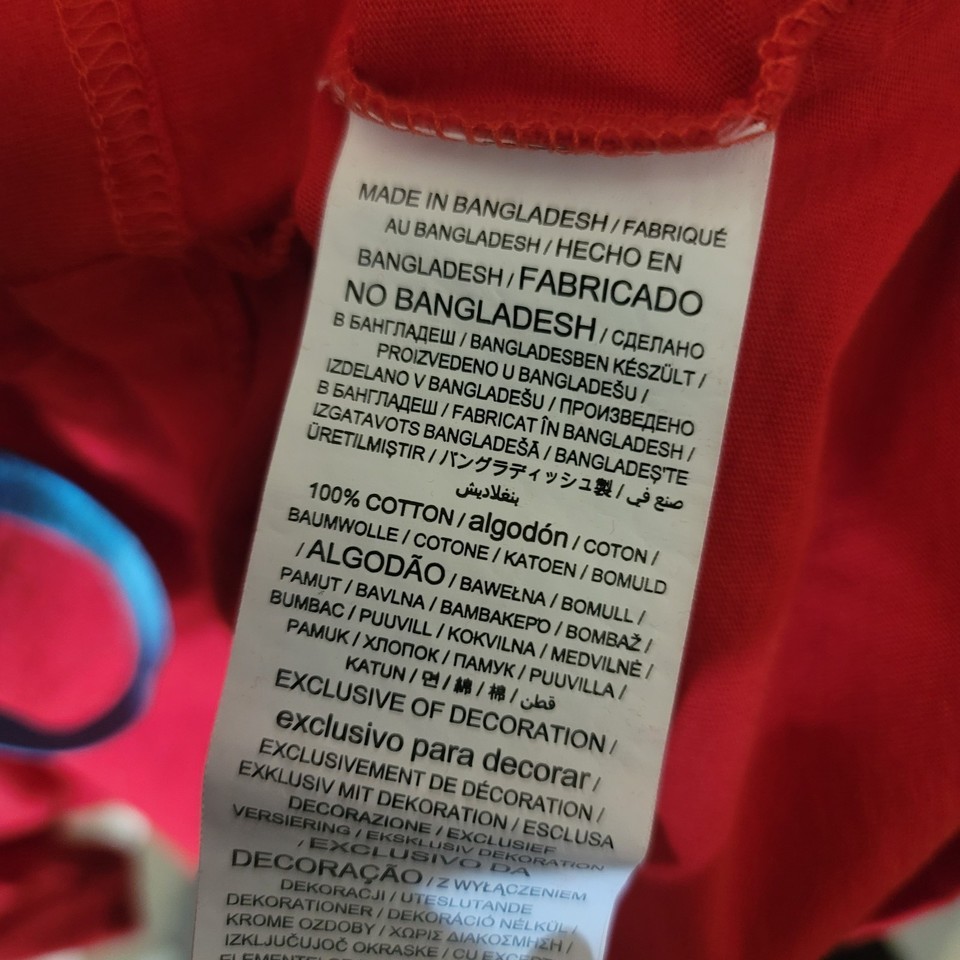 MADE IN BANGLADESH / FABRIQUÉ
AU BANGLADESH / HECHO EN
BANGLADESH / FABRICADO
NO BANGLADESH / СДЕЛАНО
В БАНГЛАДЕШ / BANGLADESBEN KÉSZÜLT /
PROIZVEDENO U BANGLADEŠU /
IZDELANO V BANGLADEŠU / ПРОИЗВЕДЕНО
В БАНГЛАДЕШ / FABRICAT ÎN BANGLADESH /
IZGATAVOTS BANGLADEŠĀ / BANGLADEŞ'TE
ÜRETILMIŞTIR / バングラディッシュ製 / صنع في
بنغلاديش
100% COTTON / algodón / COTON /
BAUMWOLLE / COTONE / KATOEN / BOMULD
/ ALGODÃO / BAWEŁNA / BOMULL /
PAMUT / BAVLNA / ΒΑΜΒΑΚΕΡΌ / BOMBAŽ /
BUMBAC / PUUVILL / KOKVILNA / MEDVILNĖ /
PAMUK / ХЛОПОК / ПАМУК / PUUVILLA /
KATUN / 면 / 綿 / 棉 / قطن
EXCLUSIVE OF DECORATION /
exclusivo para decorar /
EXCLUSIVEMENT DE DÉCORATION /
EXKLUSIV MIT DEKORATION / ESCLUSA
DECORAZIONE / EXCLUSIEF
VERSIERING / EKSKLUSIV DEKORATION
/ EXCLUSIVO DA
DECORAÇÃO / Z WYŁĄCZENIEM
DEKORACJI / UTESLUTANDE
DEKORATIONER / DEKORÁCIÓ NÉLKÜL /
KROME OZDOBY / ΧΩΡΙΣ ΔΙΑΚΟΣΜΗΣΗ /
IZKLJUČUJOČ OKRASKE / CU EXCEPT